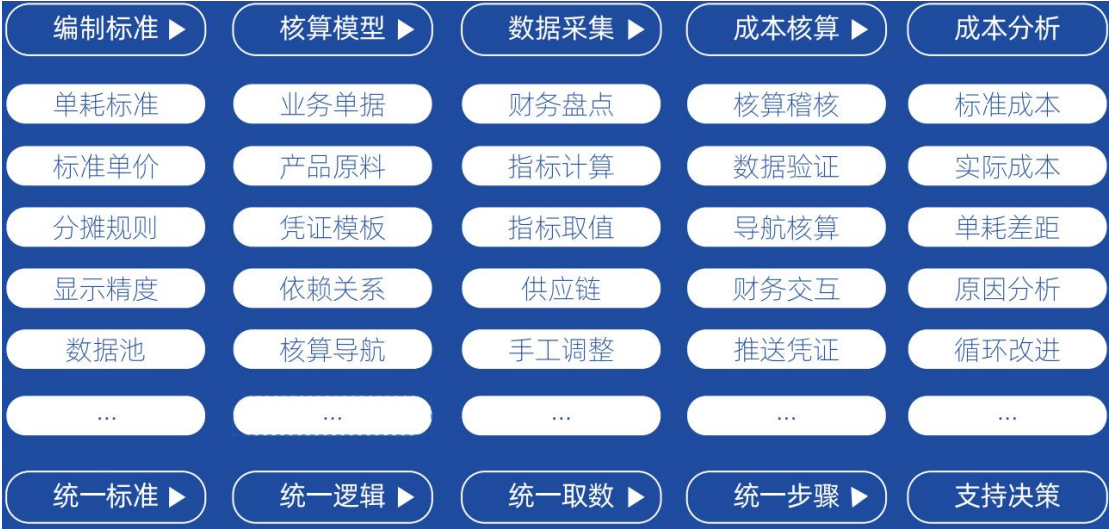 编制标准 ▶ 核算模型 ▶ 数据采集 ▶ 成本核算 ▶ 成本分析
单耗标准 业务单据 财务盘点 核算稽核 标准成本
标准单价 产品原料 指标计算 数据验证 实际成本
分摊规则 凭证模板 指标取值 导航核算 单耗差距
显示精度 依赖关系 供应链 财务交互 原因分析
数据池 核算导航 手工调整 推送凭证 循环改进
... ... ... ... ...
统一标准 ▶ 统一逻辑 ▶ 统一取数 ▶ 统一步骤 ▶ 支持决策